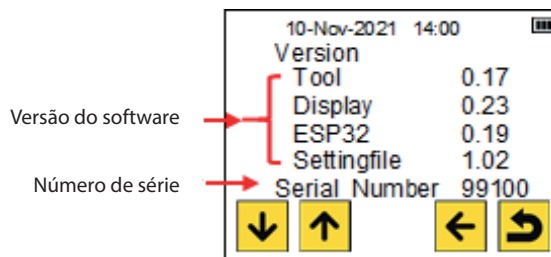 10-Nov-2021 14:00
Version
Tool 0.17
Display 0.23
Versão do software
ESP32 0.19
Settingfile 1.02
Número de série
Serial Number 99100